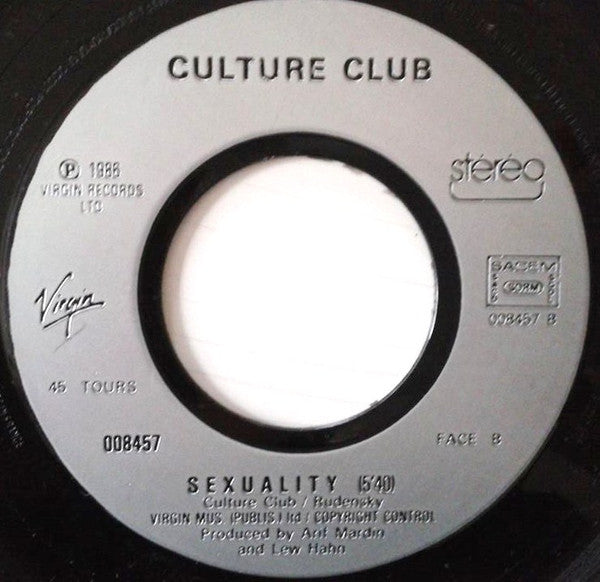 CULTURE CLUB
Ⓟ 1986
VIRGIN RECORDS
LTD
stéréo
Virgin
SACEM
008457 B
45 TOURS
008457
FACE B
SEXUALITY (5'40)
Culture Club / Rudensky
VIRGIN MUS. (PUBLIS.) ltd / COPYRIGHT CONTROL
Produced by Arif Mardin
and Lew Hahn